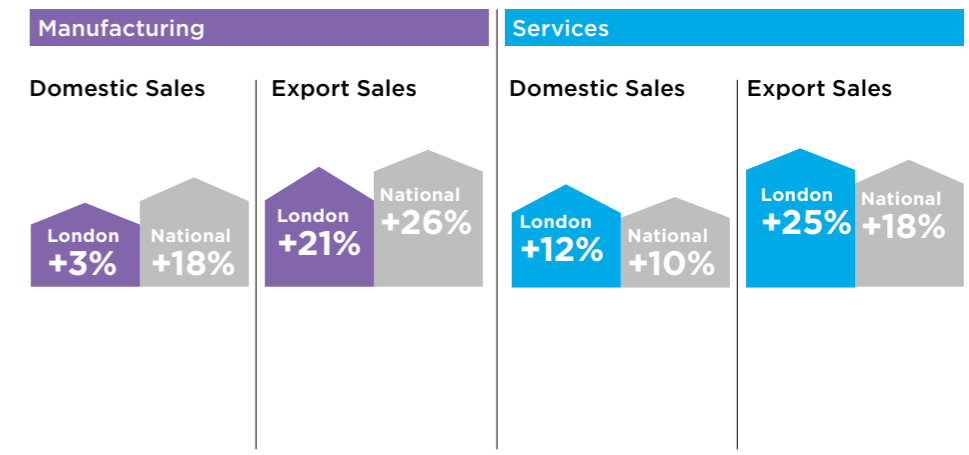 Manufacturing
Domestic Sales
London
+3%
National
+18%
Export Sales
London
+21%
National
+26%
Services
Domestic Sales
London
+12%
National
+10%
Export Sales
London
+25%
National
+18%